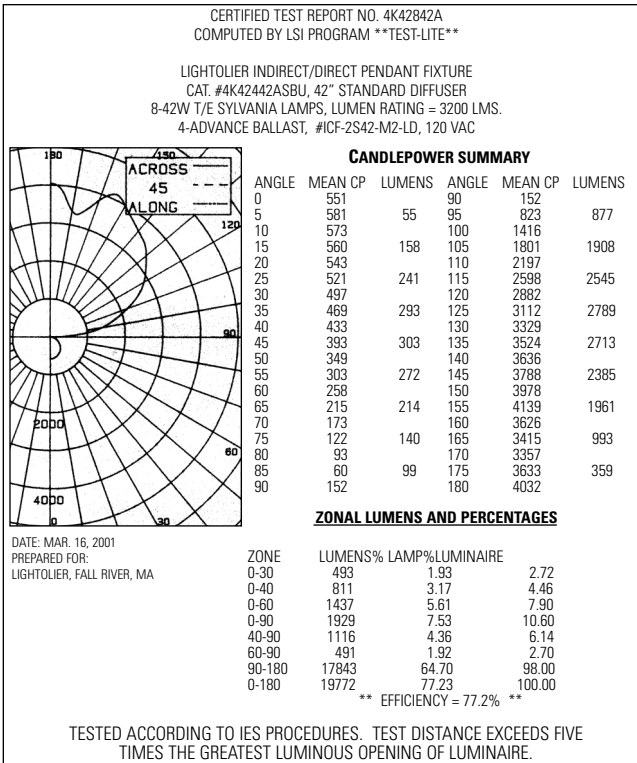 CERTIFIED TEST REPORT NO. 4K42842A
COMPUTED BY LSI PROGRAM **TEST-LITE**
LIGHTOLIER INDIRECT/DIRECT PENDANT FIXTURE
CAT. #4K42442ASBU, 42” STANDARD DIFFUSER
8-42W T/E SYLVANIA LAMPS, LUMEN RATING = 3200 LMS.
4-ADVANCE BALLAST, #ICF-2S42-M2-LD, 120 VAC
180 150
ACROSS
45
ALONG
120
90
60
2000
4000
0 30
CANDLEPOWER SUMMARY
ANGLE MEAN CP LUMENS ANGLE MEAN CP LUMENS
0 551 90 152
5 581 55 95 823 877
10 573 100 1416
15 560 158 105 1801 1908
20 543 110 2197
25 521 241 115 2598 2545
30 497 120 2882
35 469 293 125 3112 2789
40 433 130 3329
45 393 303 135 3524 2713
50 349 140 3636
55 303 272 145 3788 2385
60 258 150 3978
65 215 214 155 4139 1961
70 173 160 3626
75 122 140 165 3415 993
80 93 170 3357
85 60 99 175 3633 359
90 152 180 4032
DATE: MAR. 16, 2001
PREPARED FOR:
LIGHTOLIER, FALL RIVER, MA
ZONAL LUMENS AND PERCENTAGES
ZONE LUMENS% LAMP%LUMINAIRE
0-30 493 1.93 2.72
0-40 811 3.17 4.46
0-60 1437 5.61 7.90
0-90 1929 7.53 10.60
40-90 1116 4.36 6.14
60-90 491 1.92 2.70
90-180 17843 64.70 98.00
0-180 19772 77.23 100.00
** EFFICIENCY = 77.2% **
TESTED ACCORDING TO IES PROCEDURES. TEST DISTANCE EXCEEDS FIVE
TIMES THE GREATEST LUMINOUS OPENING OF LUMINAIRE.